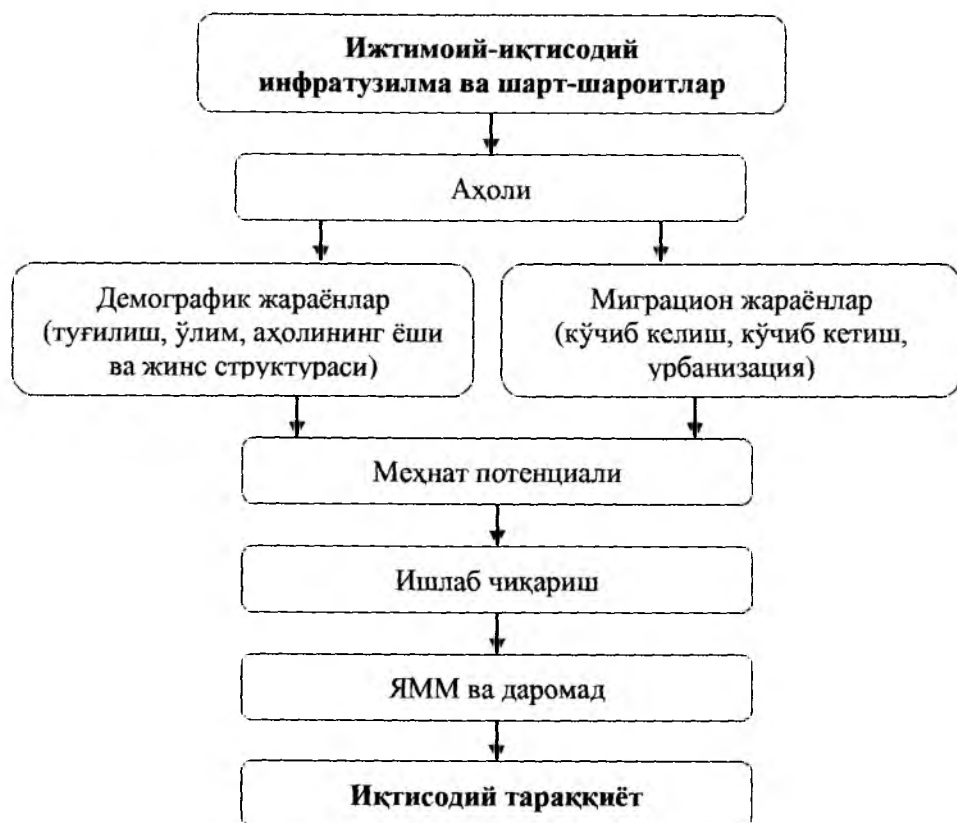 Ижтимоий-иқтисодий
инфратузилма ва шарт-шароитлар
Аҳоли
Демографик жараёнлар
(туғилиш, ўлим, аҳолининг ёши
ва жинс структураси)
Миграцион жараёнлар
(кўчиб келиш, кўчиб кетиш,
урбанизация)
Меҳнат потенциали
Ишлаб чиқариш
ЯММ ва даромад
Иқтисодий тараққиёт